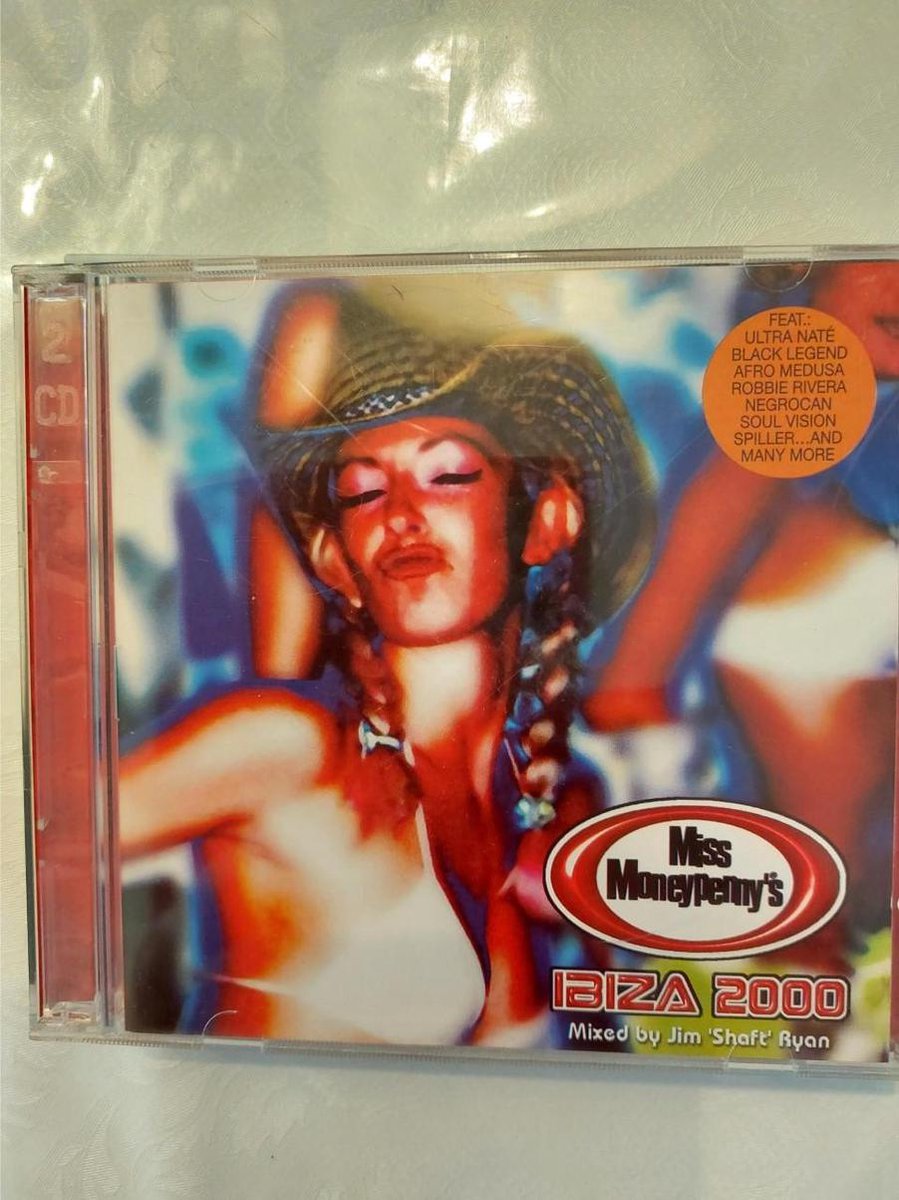 2
CD
FEAT.:
ULTRA NATÉ
BLACK LEGEND
AFRO MEDUSA
ROBBIE RIVERA
NEGROCAN
SOUL VISION
SPILLER...AND
MANY MORE
Miss
Moneypenny's
IBIZA 2000
Mixed by Jim 'Shaft' Ryan